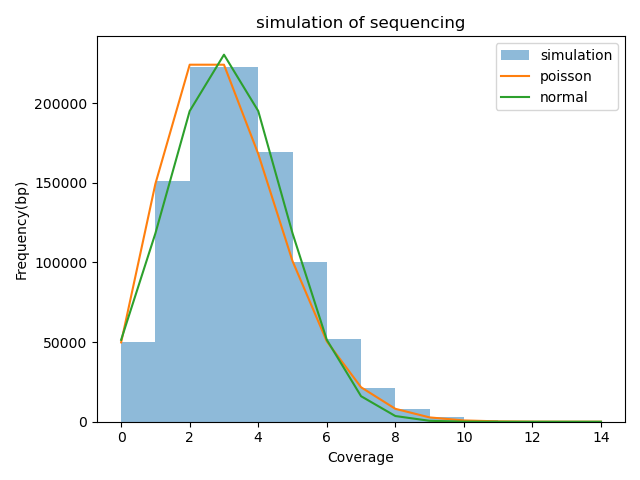 simulation of sequencing
simulation
poisson
normal
Frequency(bp)
200000
150000
100000
50000
0
0 2 4 6 8 10 12 14
Coverage